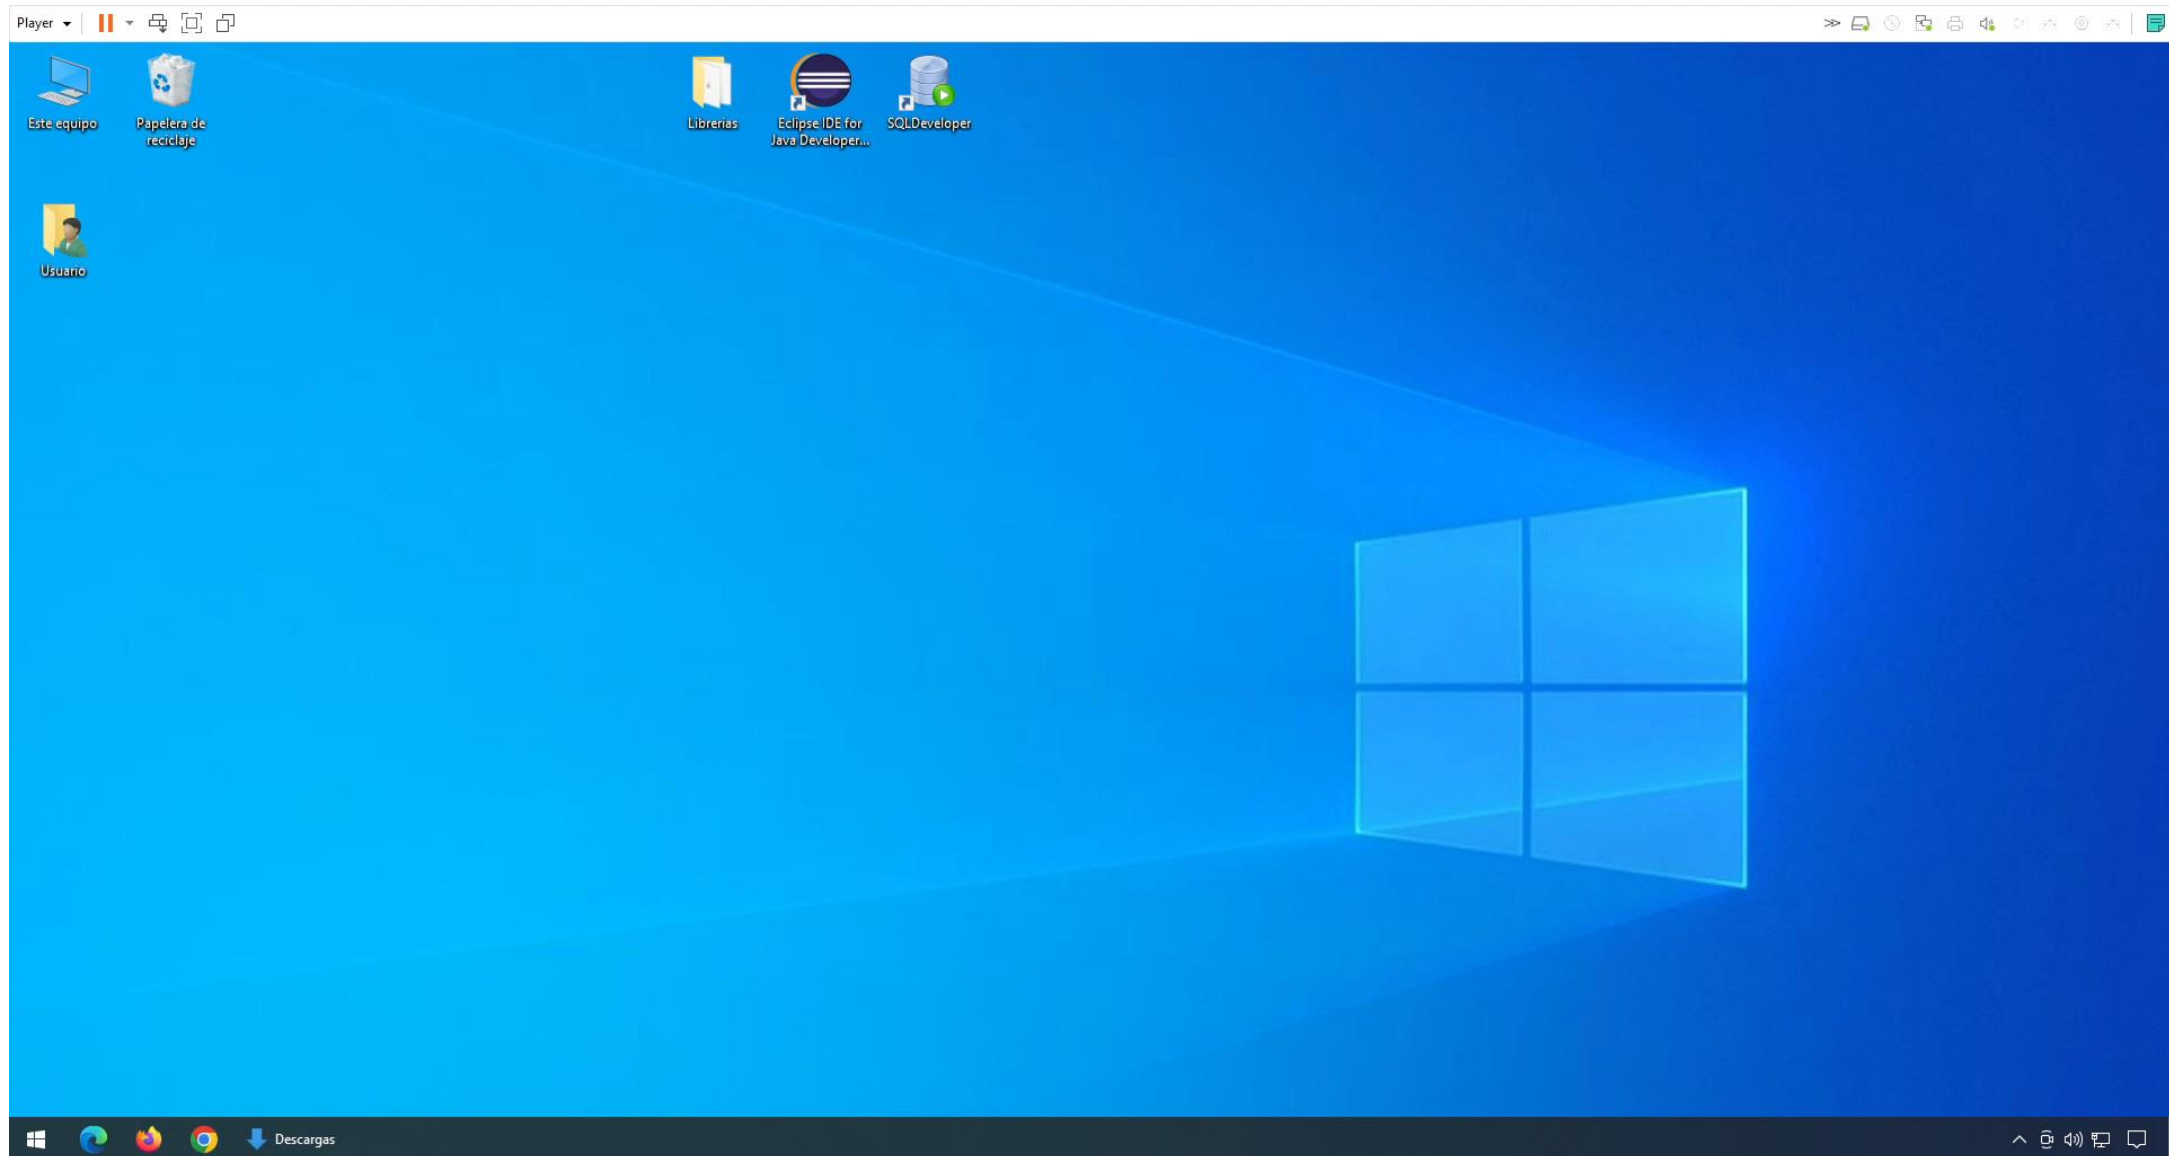 Player
Este equipo
Papelera de
reciclaje
Librerias
Eclipse IDE for
Java Developer...
SQLDeveloper
Usuario
Descargas